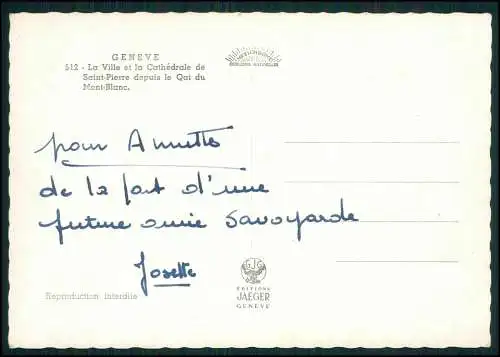 GENEVE
512 - La Ville et la Cathédrale de
Saint-Pierre depuis le Qai du
Mont-Blanc.
pour Annette
de la part d'une
future amie Savoyarde
Josette
Reproduction interdite
EDITIONS
JAEGER
GENEVE